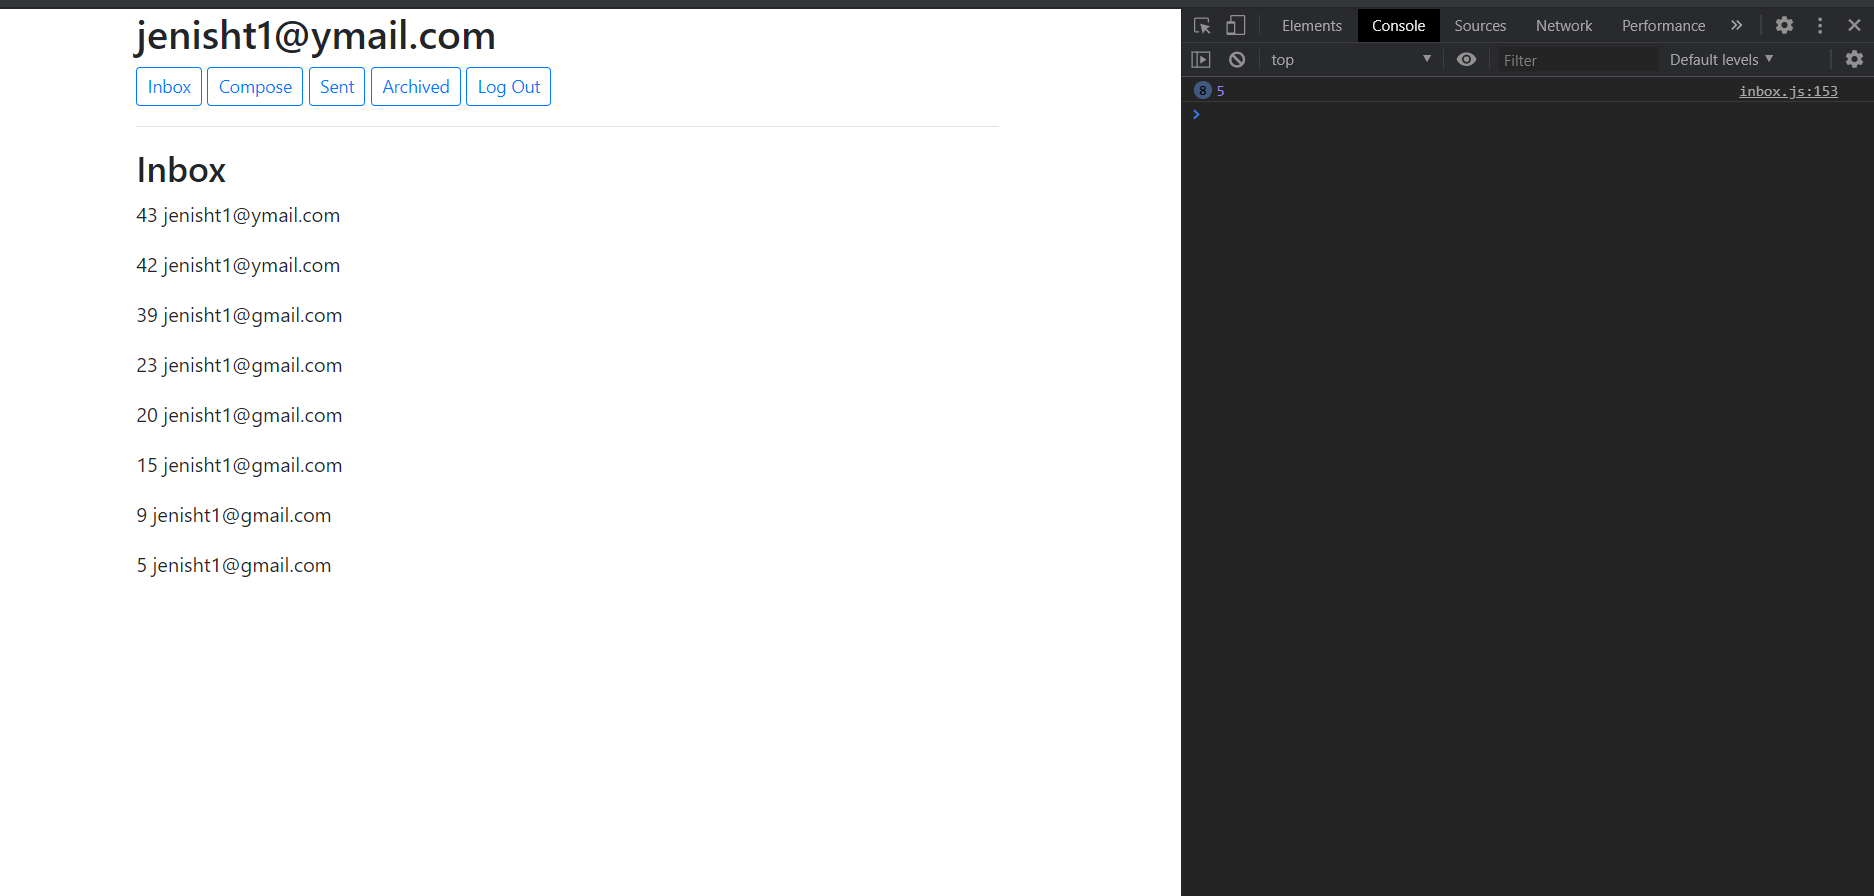 jenisht1@ymail.com
Inbox Compose Sent Archived Log Out
Inbox
43 jenisht1@ymail.com
42 jenisht1@ymail.com
39 jenisht1@gmail.com
23 jenisht1@gmail.com
20 jenisht1@gmail.com
15 jenisht1@gmail.com
9 jenisht1@gmail.com
5 jenisht1@gmail.com
Elements Console Sources Network Performance
top Filter Default levels
8 5 inbox.js:153